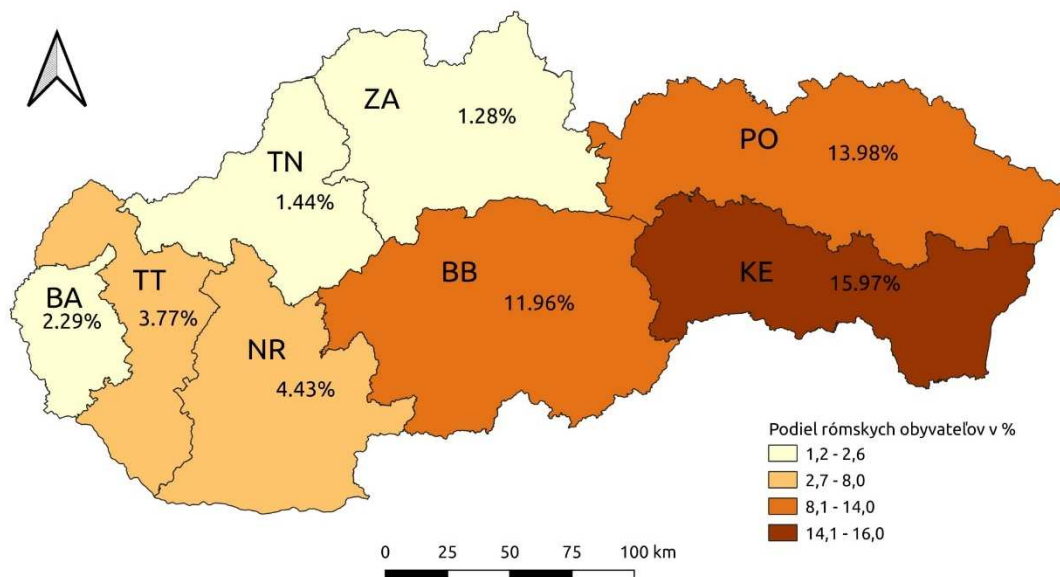 ZA
1.28%
PO
13.98%
TN
1.44%
BB
11.96%
KE
15.97%
TT
3.77%
BA
2.29%
NR
4.43%
Podiel rómskych obyvateľov v %
1,2 - 2,6
2,7 - 8,0
8,1 - 14,0
14,1 - 16,0
0 25 50 75 100 km